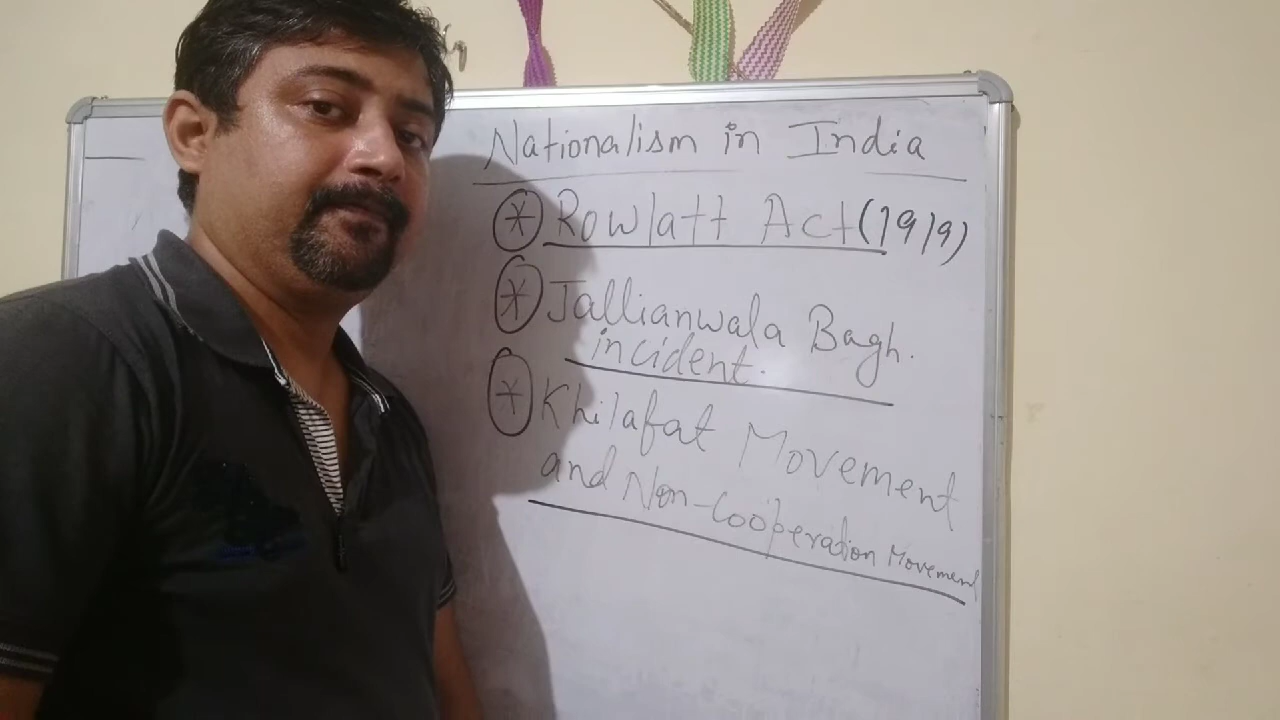 Nationalism in India
* Rowlatt Act (1919)
* Jallianwala Bagh.
incident.
* Khilafat Movement
and Non-Cooperation Movement